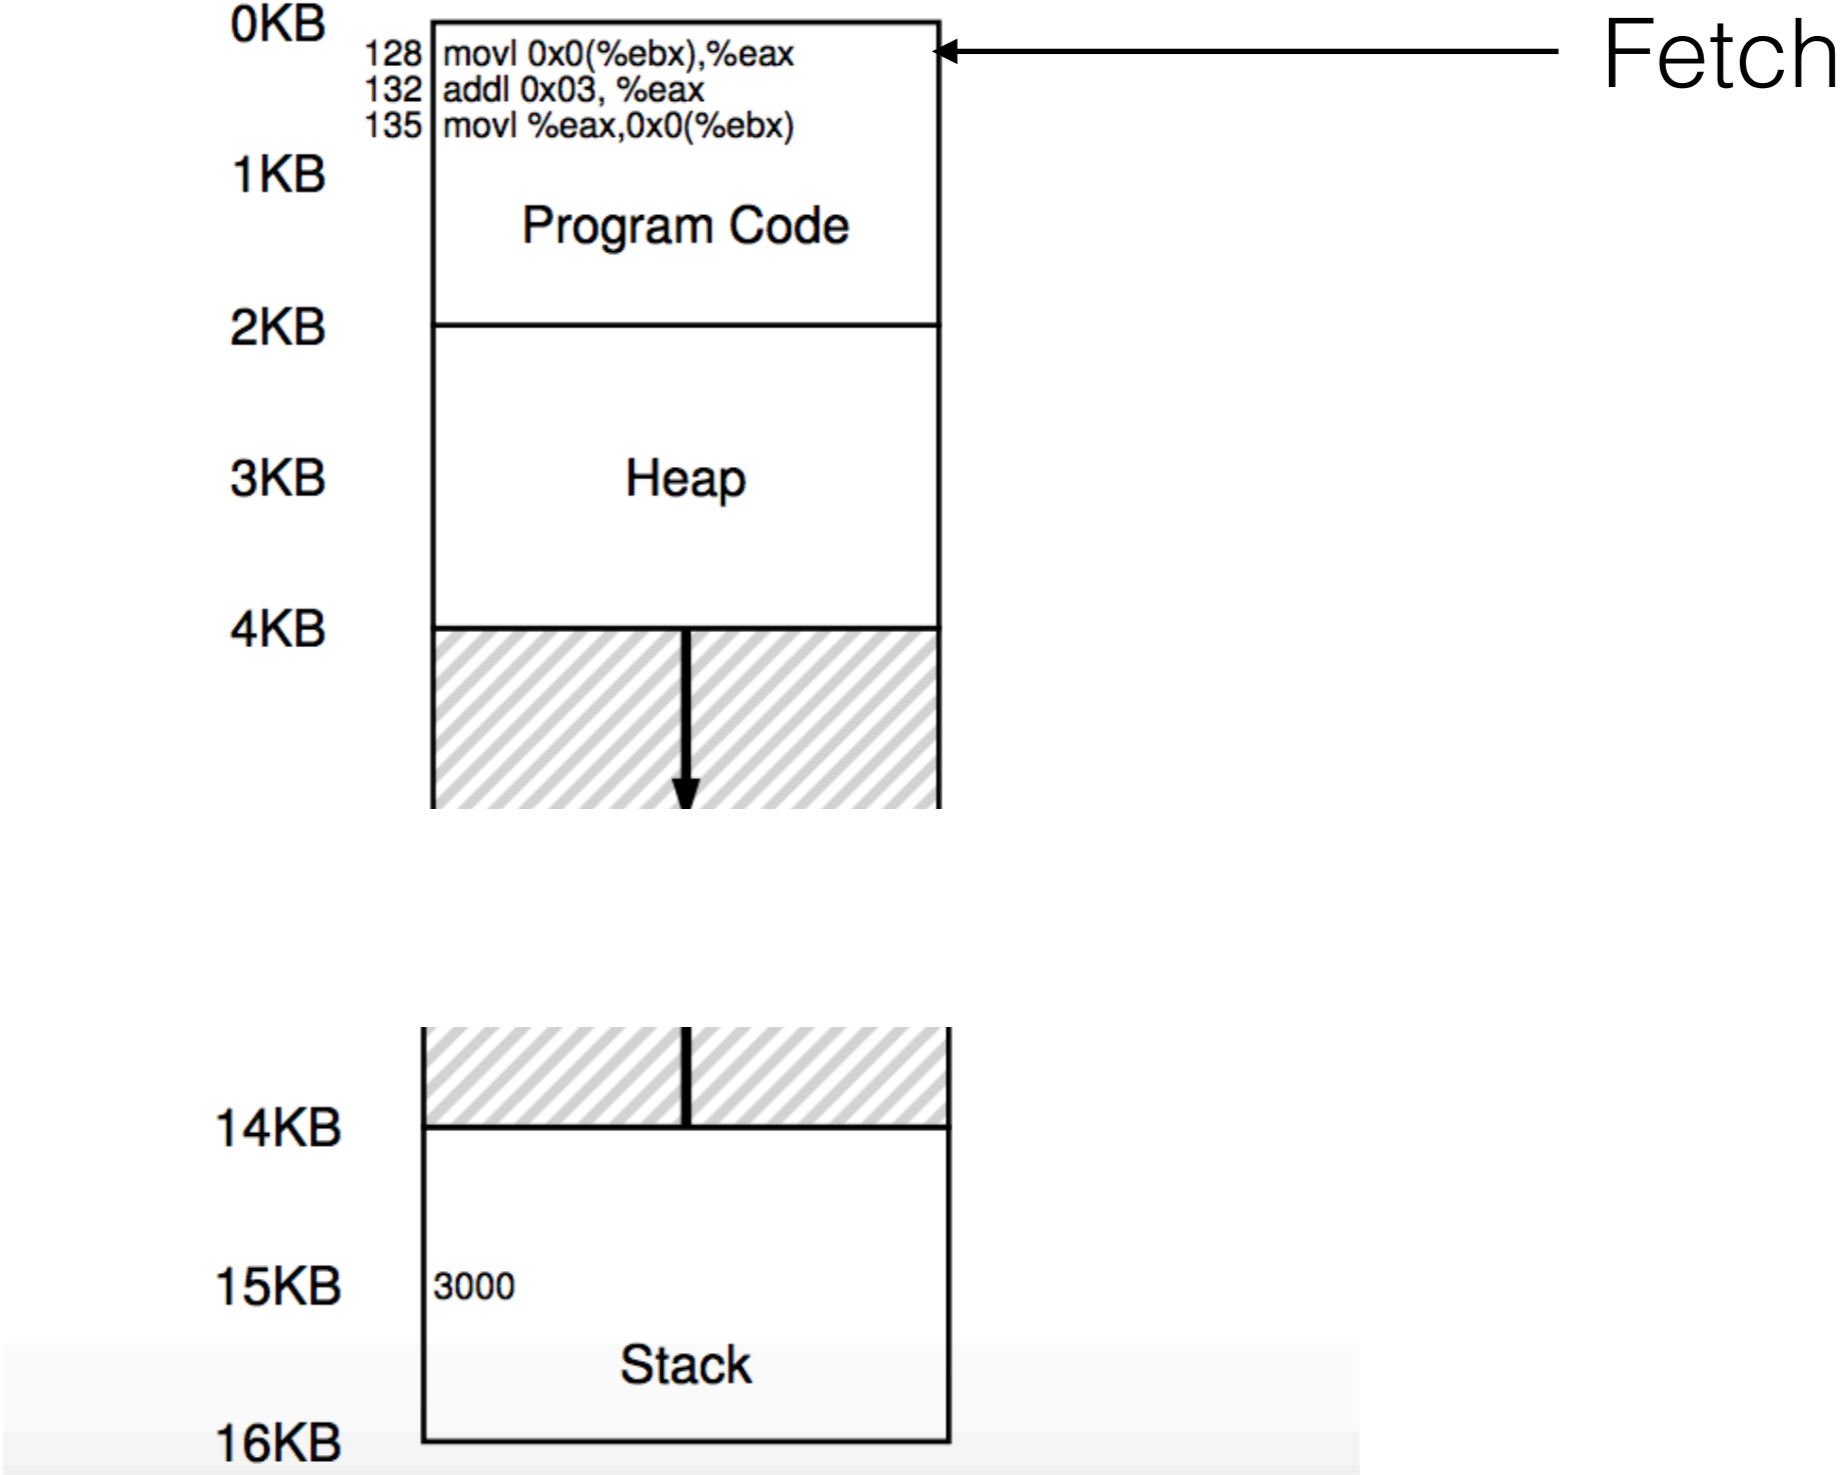 0KB
128 movl 0x0(%ebx),%eax
Fetch
132 addl 0x03, %eax
135 movl %eax,0x0(%ebx)
1KB
Program Code
2KB
3KB
Heap
4KB
14KB
15KB
3000
Stack
16KB